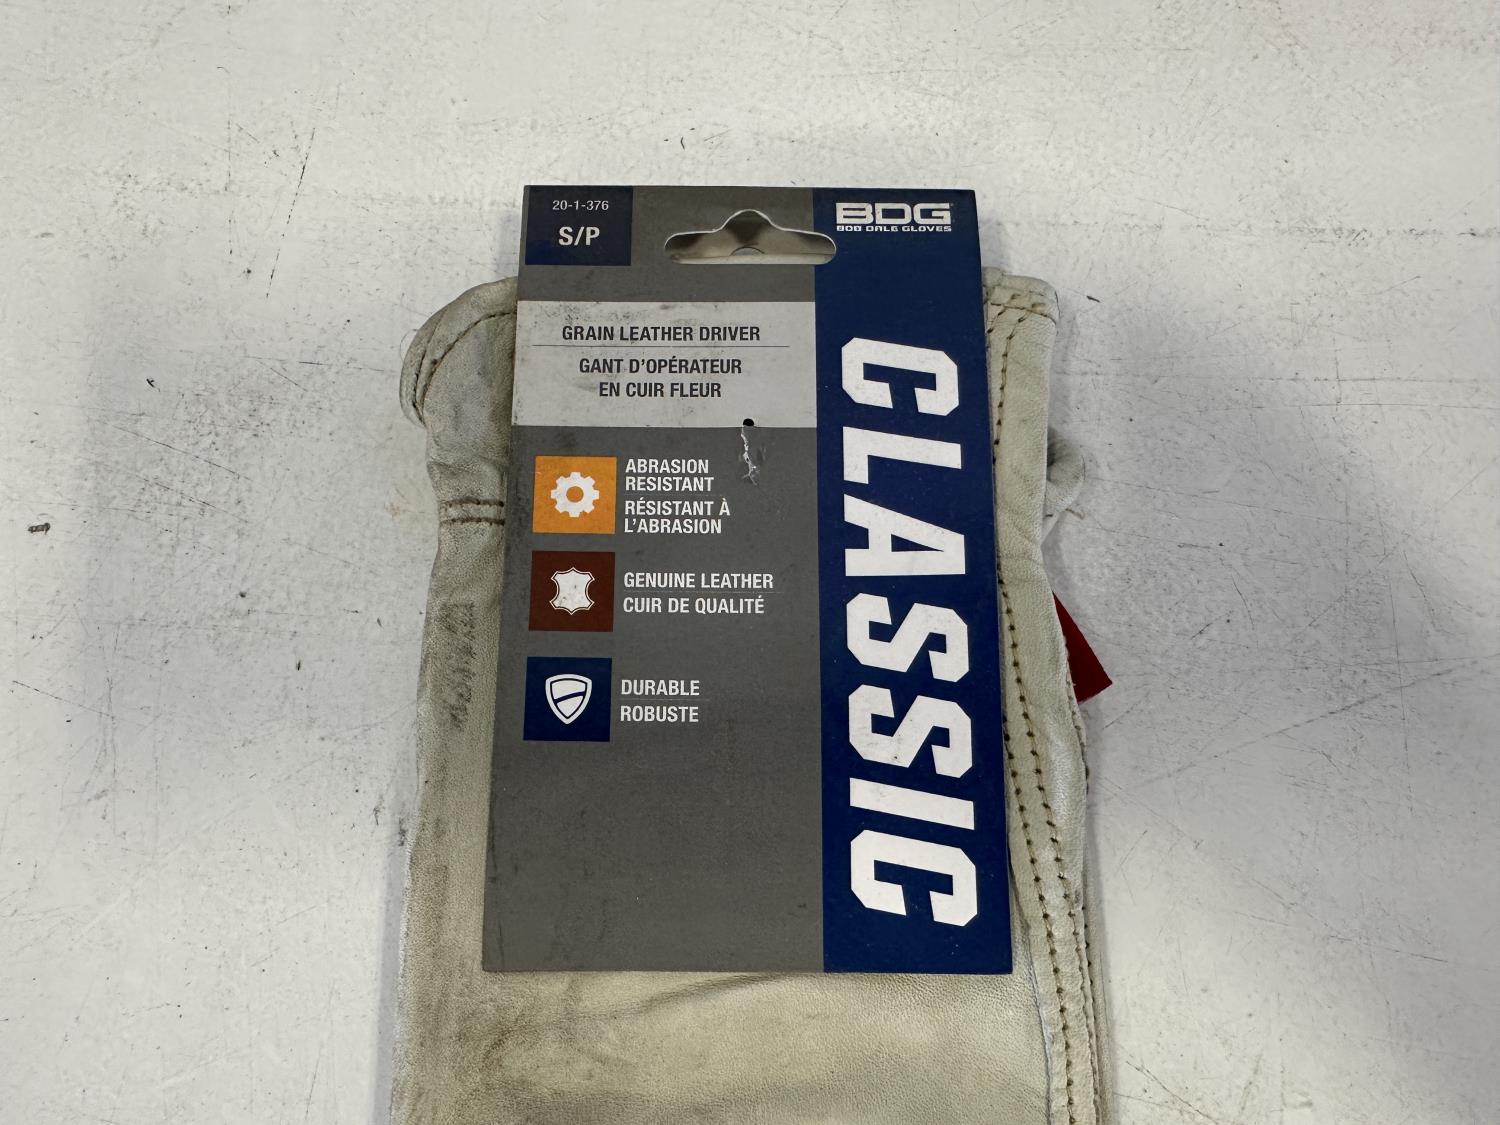 20-1-376
S/P
BDG
BOB DALE GLOVES
GRAIN LEATHER DRIVER
GANT D'OPÉRATEUR
EN CUIR FLEUR
ABRASION
RESISTANT
RÉSISTANT À
L'ABRASION
GENUINE LEATHER
CUIR DE QUALITÉ
DURABLE
ROBUSTE
CLASSIC